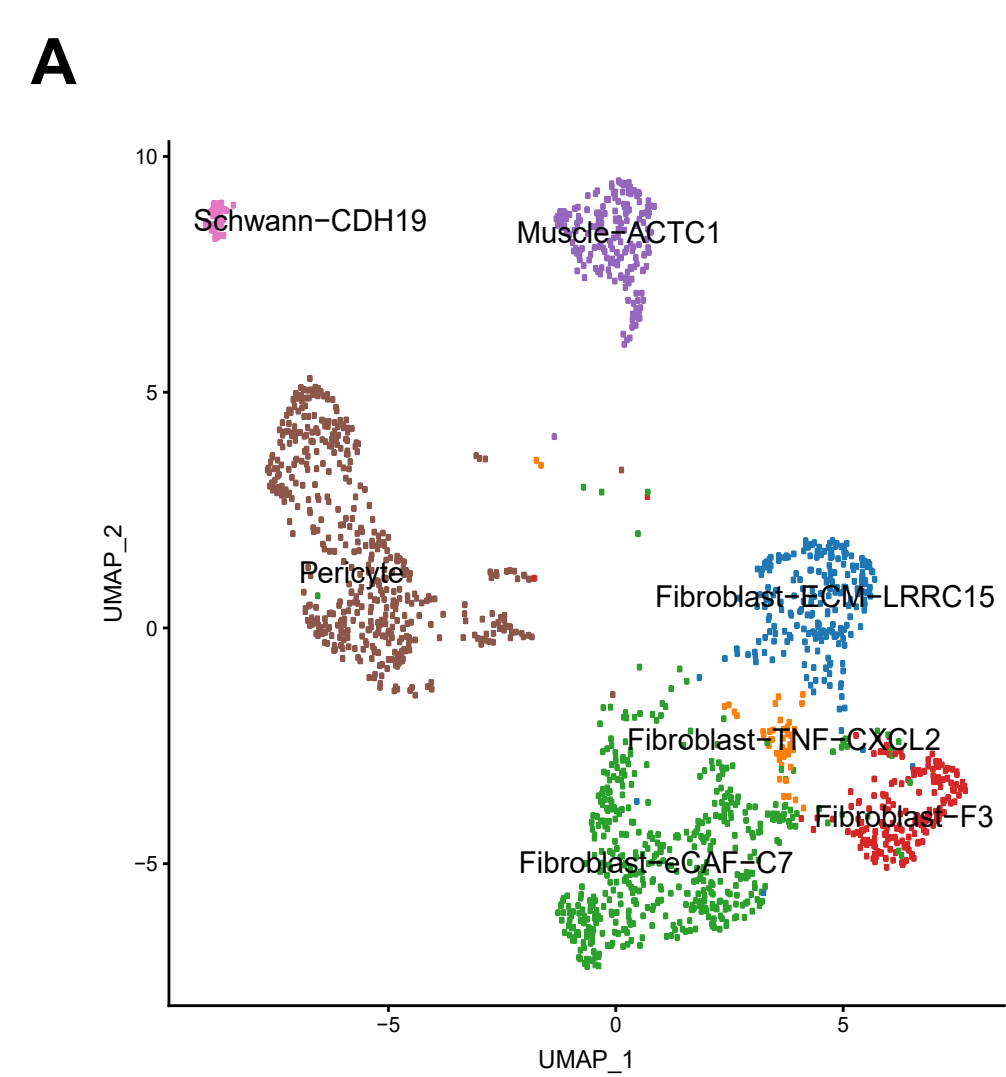 A
10
Schwann−CDH19
Muscle−ACTC1
5
UMAP_2
Pericyte
Fibroblast−ECM−LRRC15
0
Fibroblast−TNF−CXCL2
Fibroblast−F3
−5
Fibroblast−eCAF−C7
−5
0
5
UMAP_1